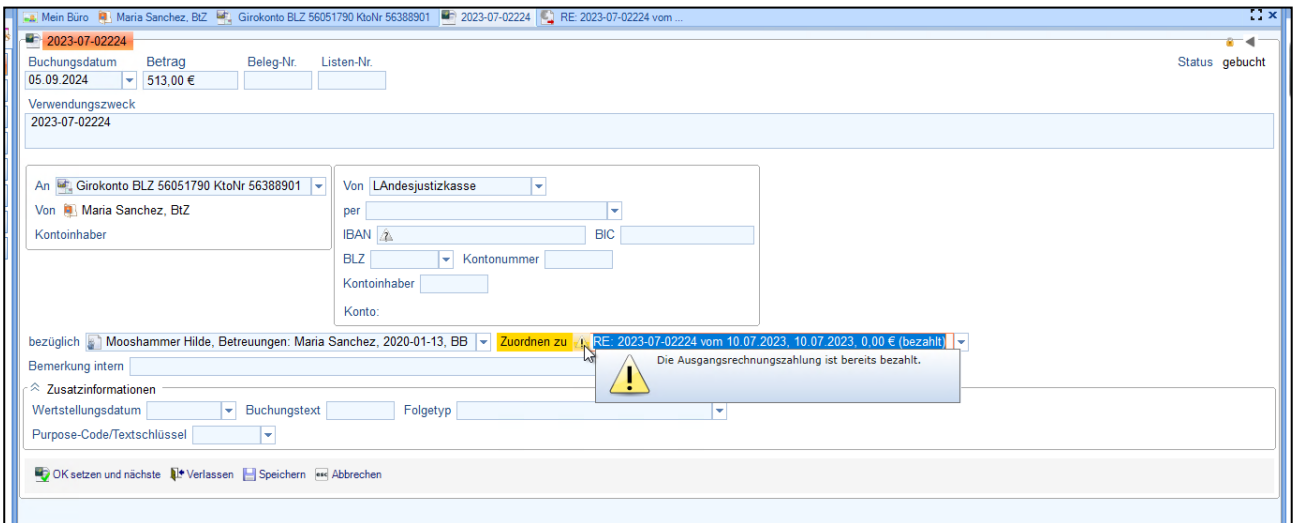 Mein Büro Maria Sanchez, BtZ Girokonto BLZ 56051790 KtoNr 56388901 2023-07-02224 RE: 2023-07-02224 vom ...
2023-07-02224
Buchungsdatum Betrag Beleg-Nr. Listen-Nr. Status gebucht
05.09.2024 513,00 €
Verwendungszweck
2023-07-02224
An Girokonto BLZ 56051790 KtoNr 56388901 Von LAndesjustizkasse
Von Maria Sanchez, BtZ per
Kontoinhaber IBAN BIC
BLZ Kontonummer
Kontoinhaber
Konto:
bezüglich Mooshammer Hilde, Betreuungen: Maria Sanchez, 2020-01-13, BB Zuordnen zu RE: 2023-07-02224 vom 10.07.2023, 10.07.2023, 0,00 € (bezahlt)
Die Ausgangsrechnungszahlung ist bereits bezahlt.
Bemerkung intern
Zusatzinformationen
Wertstellungsdatum Buchungstext Folgetyp
Purpose-Code/Textschlüssel
OK setzen und nächste Verlassen Speichern Abbrechen